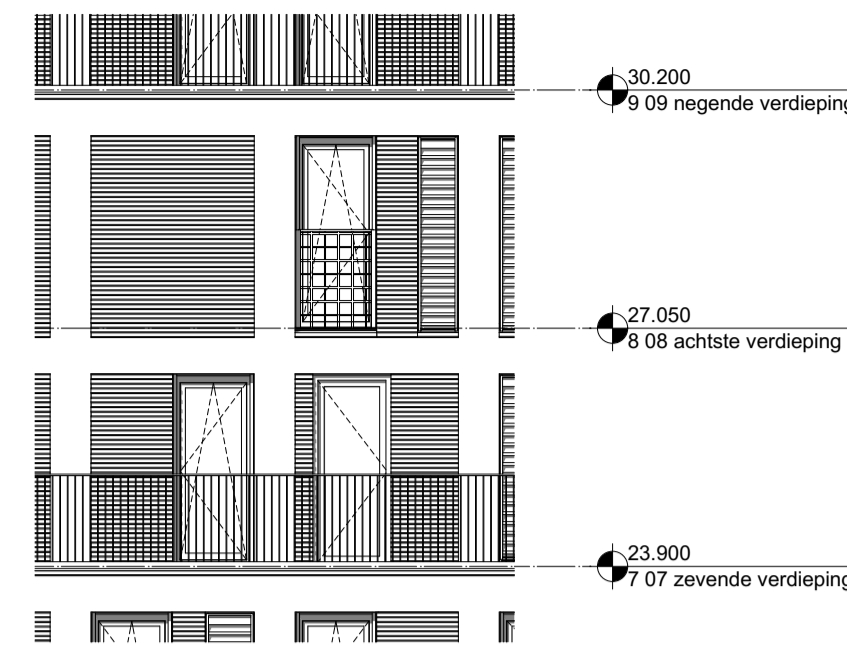 30.200
9 09 negende verdieping
27.050
8 08 achtste verdieping
23.900
7 07 zevende verdieping